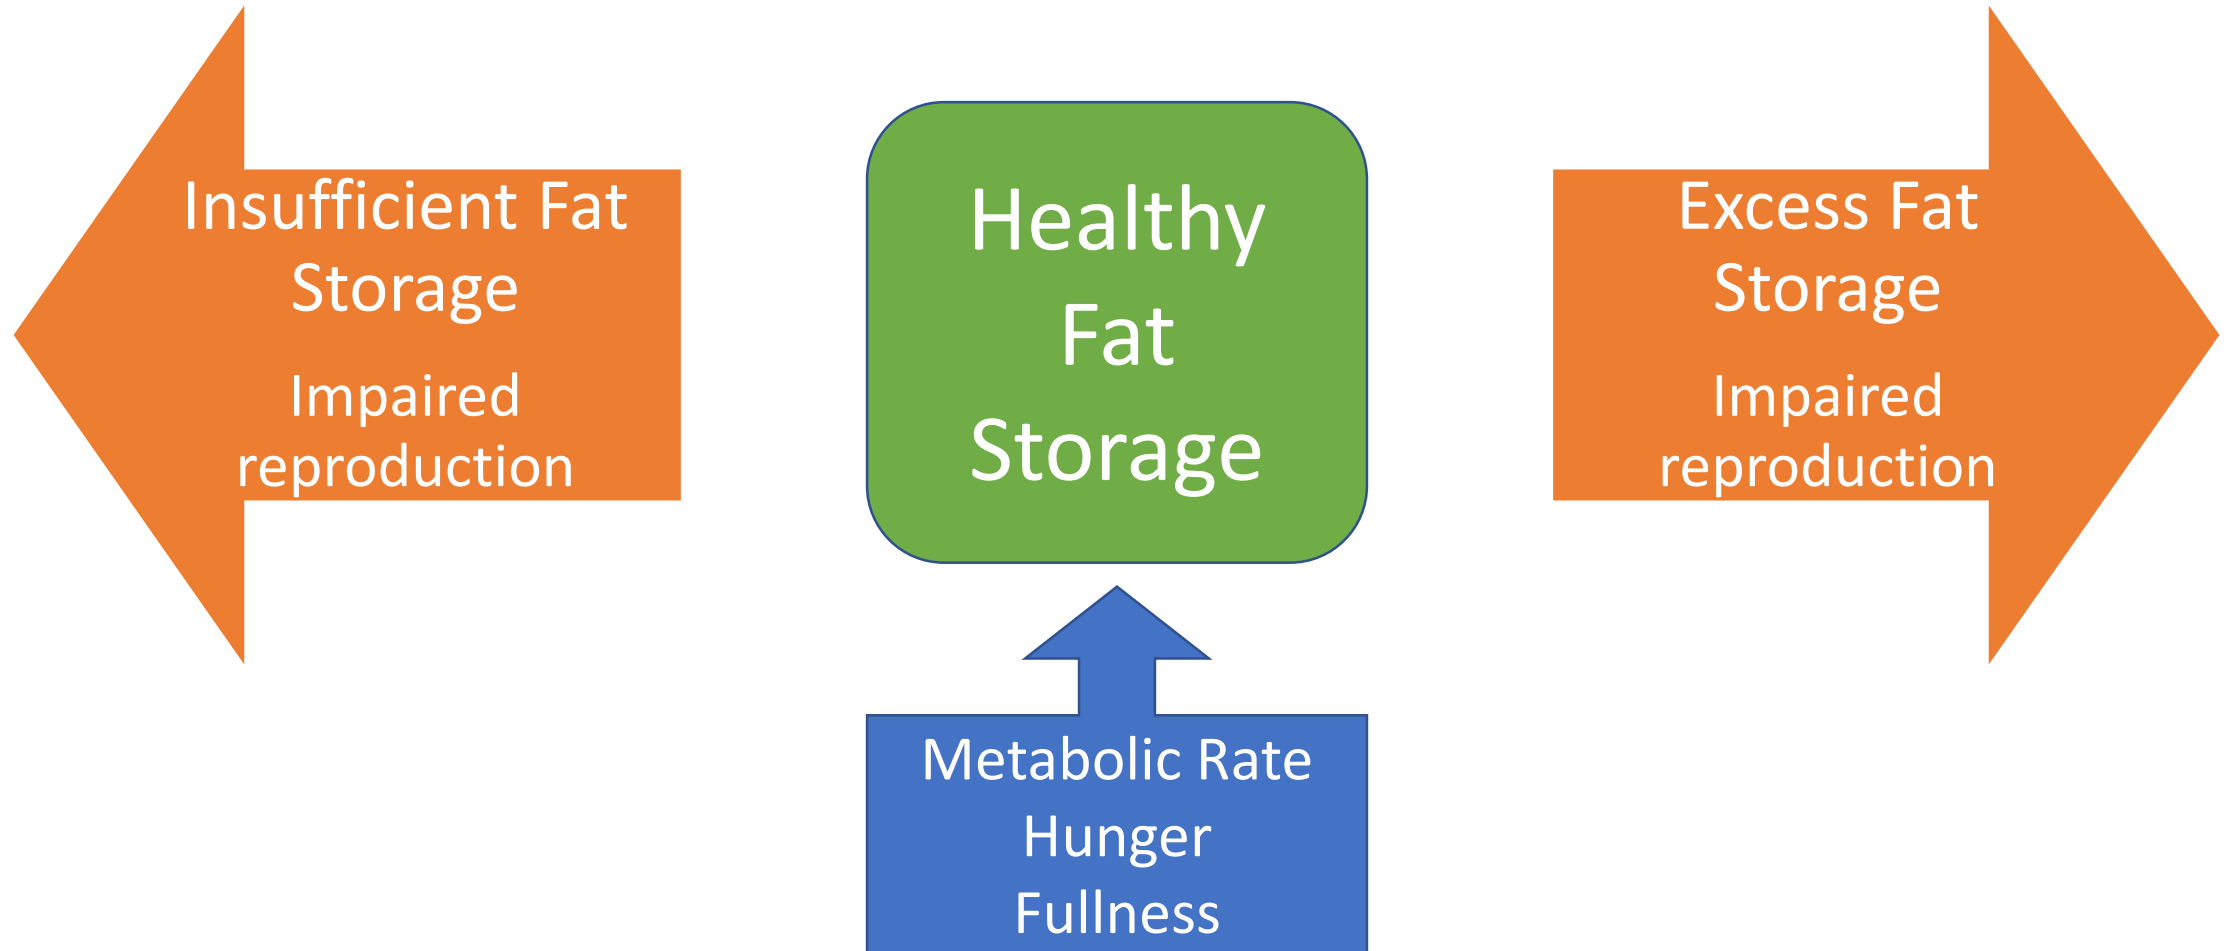 Insufficient Fat
Storage
Impaired
reproduction
Healthy
Fat
Storage
Excess Fat
Storage
Impaired
reproduction
Metabolic Rate
Hunger
Fullness